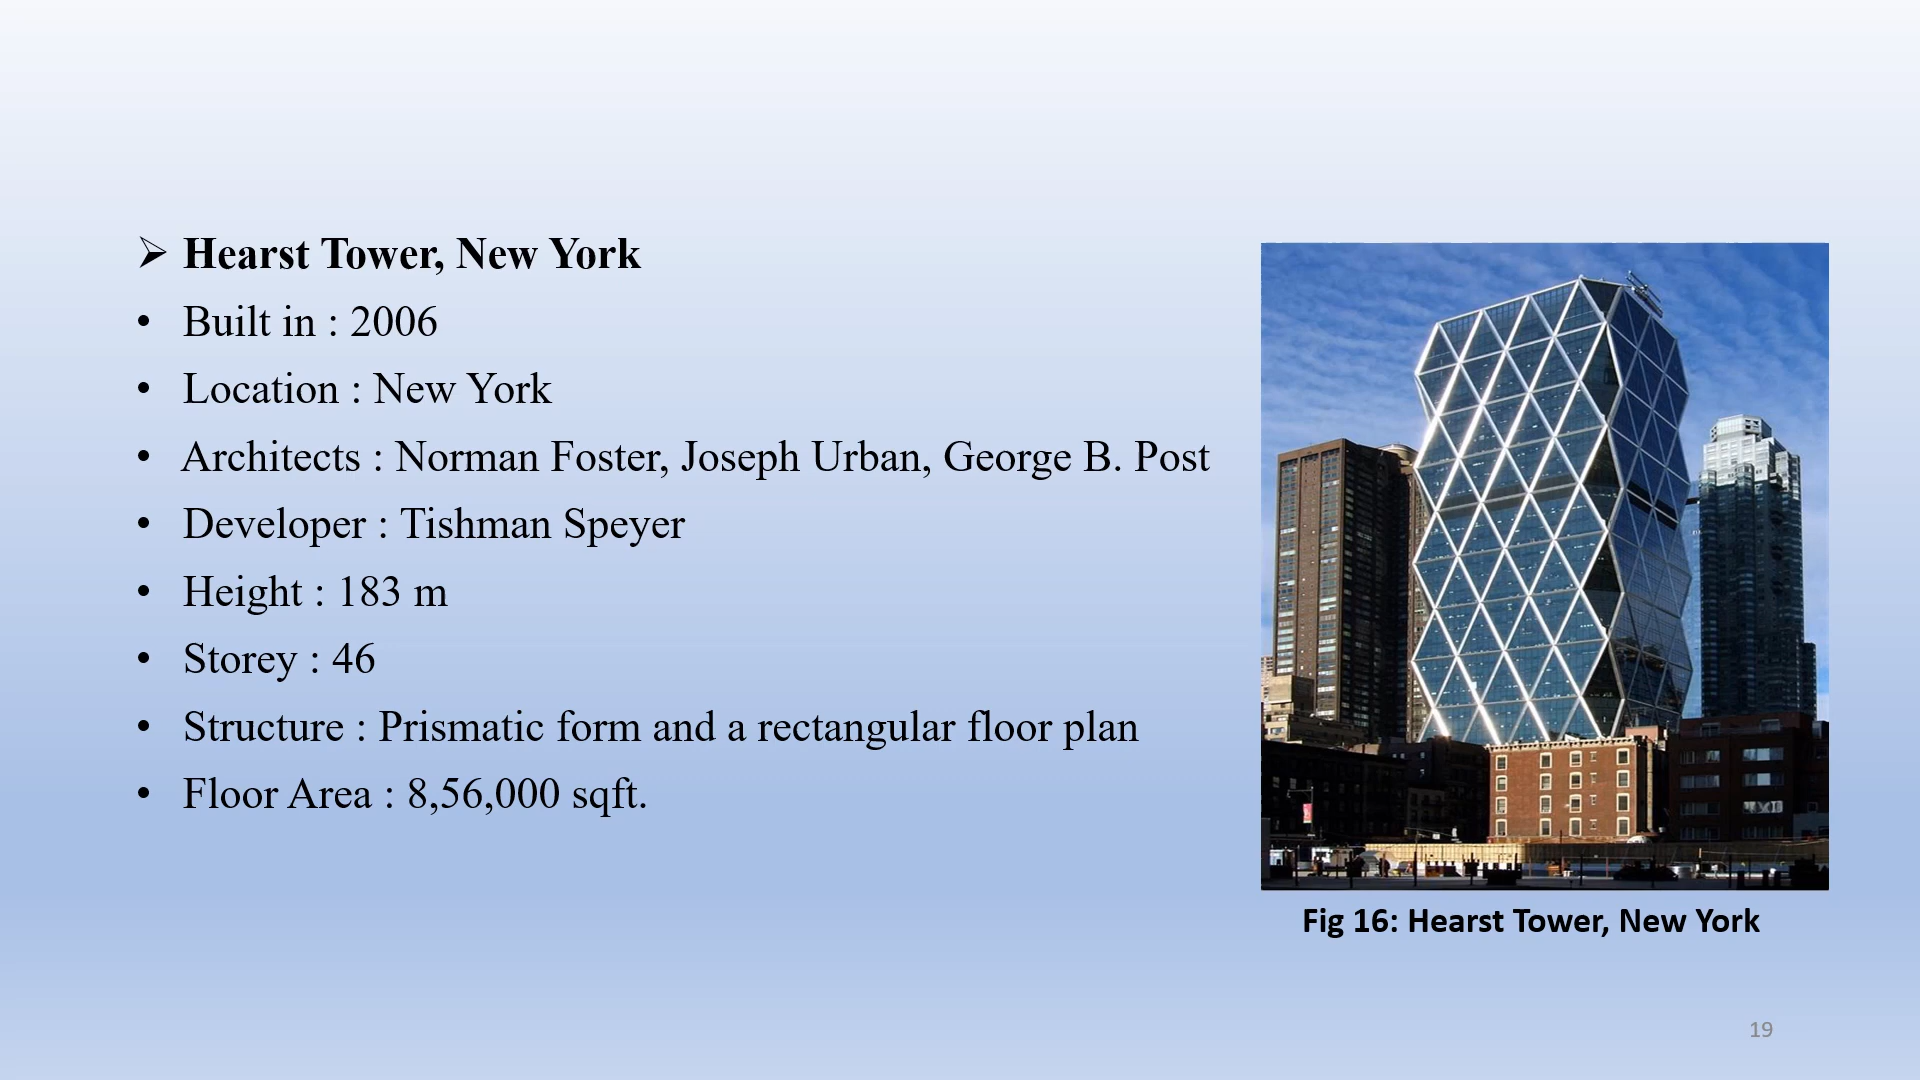 ➢ Hearst Tower, New York
• Built in : 2006
• Location : New York
• Architects : Norman Foster, Joseph Urban, George B. Post
• Developer : Tishman Speyer
• Height : 183 m
• Storey : 46
• Structure : Prismatic form and a rectangular floor plan
• Floor Area : 8,56,000 sqft.
Fig 16: Hearst Tower, New York
19